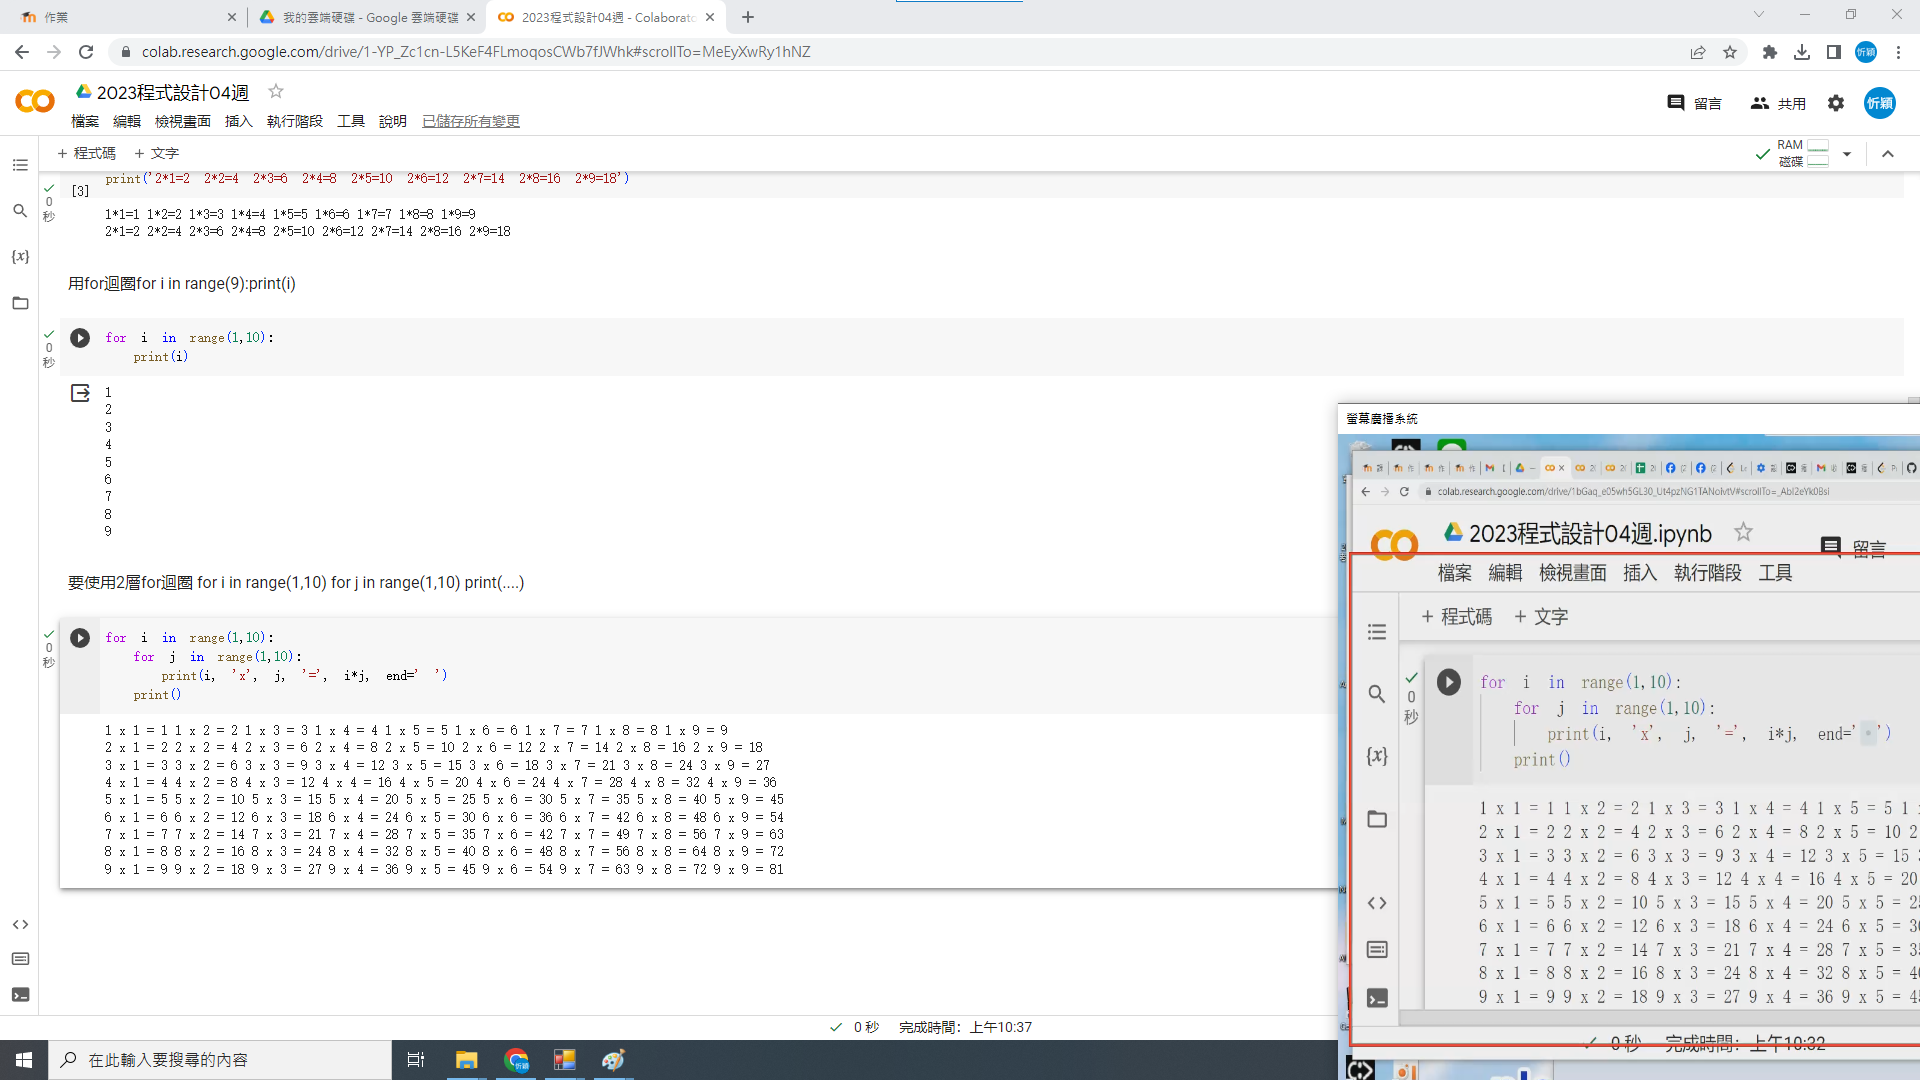 作業
我的雲端硬碟 - Google 雲端硬碟
2023程式設計04週 - Colaborato
colab.research.google.com/drive/1-YP_Zc1cn-L5KeF4FLmoqosCWb7fJWhk#scrollTo=MeEyXwRy1hNZ
忻穎
2023程式設計04週
檔案 編輯 檢視畫面 插入 執行階段 工具 說明 已儲存所有變更
留言 共用 忻穎
+ 程式碼 + 文字
RAM
磁碟
print('2*1=2  2*2=4  2*3=6  2*4=8  2*5=10  2*6=12  2*7=14  2*8=16  2*9=18')
[3]
0
秒
1*1=1 1*2=2 1*3=3 1*4=4 1*5=5 1*6=6 1*7=7 1*8=8 1*9=9
2*1=2 2*2=4 2*3=6 2*4=8 2*5=10 2*6=12 2*7=14 2*8=16 2*9=18
{x}
用for迴圈for i in range(9):print(i)
0
秒
for i in range(1,10):
print(i)
1
2
3
4
5
6
7
8
9
要使用2層for迴圈 for i in range(1,10) for j in range(1,10) print(....)
0
秒
for i in range(1,10):
for j in range(1,10):
print(i, 'x', j, '=', i*j, end=' ')
print()
1 x 1 = 1 1 x 2 = 2 1 x 3 = 3 1 x 4 = 4 1 x 5 = 5 1 x 6 = 6 1 x 7 = 7 1 x 8 = 8 1 x 9 = 9
2 x 1 = 2 2 x 2 = 4 2 x 3 = 6 2 x 4 = 8 2 x 5 = 10 2 x 6 = 12 2 x 7 = 14 2 x 8 = 16 2 x 9 = 18
3 x 1 = 3 3 x 2 = 6 3 x 3 = 9 3 x 4 = 12 3 x 5 = 15 3 x 6 = 18 3 x 7 = 21 3 x 8 = 24 3 x 9 = 27
4 x 1 = 4 4 x 2 = 8 4 x 3 = 12 4 x 4 = 16 4 x 5 = 20 4 x 6 = 24 4 x 7 = 28 4 x 8 = 32 4 x 9 = 36
5 x 1 = 5 5 x 2 = 10 5 x 3 = 15 5 x 4 = 20 5 x 5 = 25 5 x 6 = 30 5 x 7 = 35 5 x 8 = 40 5 x 9 = 45
6 x 1 = 6 6 x 2 = 12 6 x 3 = 18 6 x 4 = 24 6 x 5 = 30 6 x 6 = 36 6 x 7 = 42 6 x 8 = 48 6 x 9 = 54
7 x 1 = 7 7 x 2 = 14 7 x 3 = 21 7 x 4 = 28 7 x 5 = 35 7 x 6 = 42 7 x 7 = 49 7 x 8 = 56 7 x 9 = 63
8 x 1 = 8 8 x 2 = 16 8 x 3 = 24 8 x 4 = 32 8 x 5 = 40 8 x 6 = 48 8 x 7 = 56 8 x 8 = 64 8 x 9 = 72
9 x 1 = 9 9 x 2 = 18 9 x 3 = 27 9 x 4 = 36 9 x 5 = 45 9 x 6 = 54 9 x 7 = 63 9 x 8 = 72 9 x 9 = 81
0 秒 完成時間：上午10:37
在此輸入要搜尋的內容
螢幕廣播系統
colab.research.google.com/drive/1bGaq_e05wh5GL30_Ut4pzNG1TANoivtV#scrollTo=_AbI2eYk0Bsi
2023程式設計04週.ipynb
留言
檔案 編輯 檢視畫面 插入 執行階段 工具
+ 程式碼 + 文字
0
秒
{x}
for i in range(1,10):
for j in range(1,10):
print(i, 'x', j, '=', i*j, end=' ')
print()
1 x 1 = 1 1 x 2 = 2 1 x 3 = 3 1 x 4 = 4 1 x 5 = 5 1
2 x 1 = 2 2 x 2 = 4 2 x 3 = 6 2 x 4 = 8 2 x 5 = 10 2
3 x 1 = 3 3 x 2 = 6 3 x 3 = 9 3 x 4 = 12 3 x 5 = 15
4 x 1 = 4 4 x 2 = 8 4 x 3 = 12 4 x 4 = 16 4 x 5 = 20
5 x 1 = 5 5 x 2 = 10 5 x 3 = 15 5 x 4 = 20 5 x 5 = 25
6 x 1 = 6 6 x 2 = 12 6 x 3 = 18 6 x 4 = 24 6 x 5 = 30
7 x 1 = 7 7 x 2 = 14 7 x 3 = 21 7 x 4 = 28 7 x 5 = 35
8 x 1 = 8 8 x 2 = 16 8 x 3 = 24 8 x 4 = 32 8 x 5 = 40
9 x 1 = 9 9 x 2 = 18 9 x 3 = 27 9 x 4 = 36 9 x 5 = 45
0 秒 完成時間：上午10:32